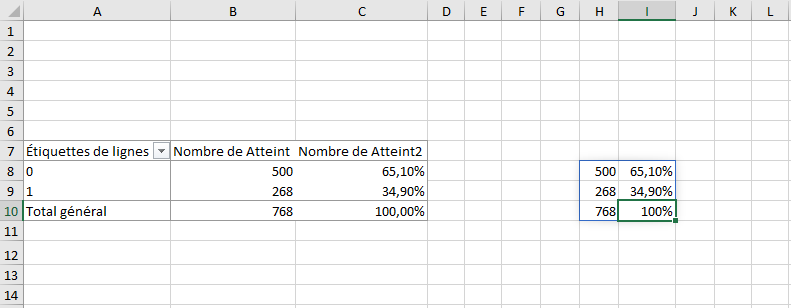 A B C D E F G H I J K L
1
2
3
4
5
6
7 Étiquettes de lignes Nombre de Atteint Nombre de Atteint2
8 0 500 65,10% 500 65,10%
9 1 268 34,90% 268 34,90%
10 Total général 768 100,00% 768 100%
11
12
13
14